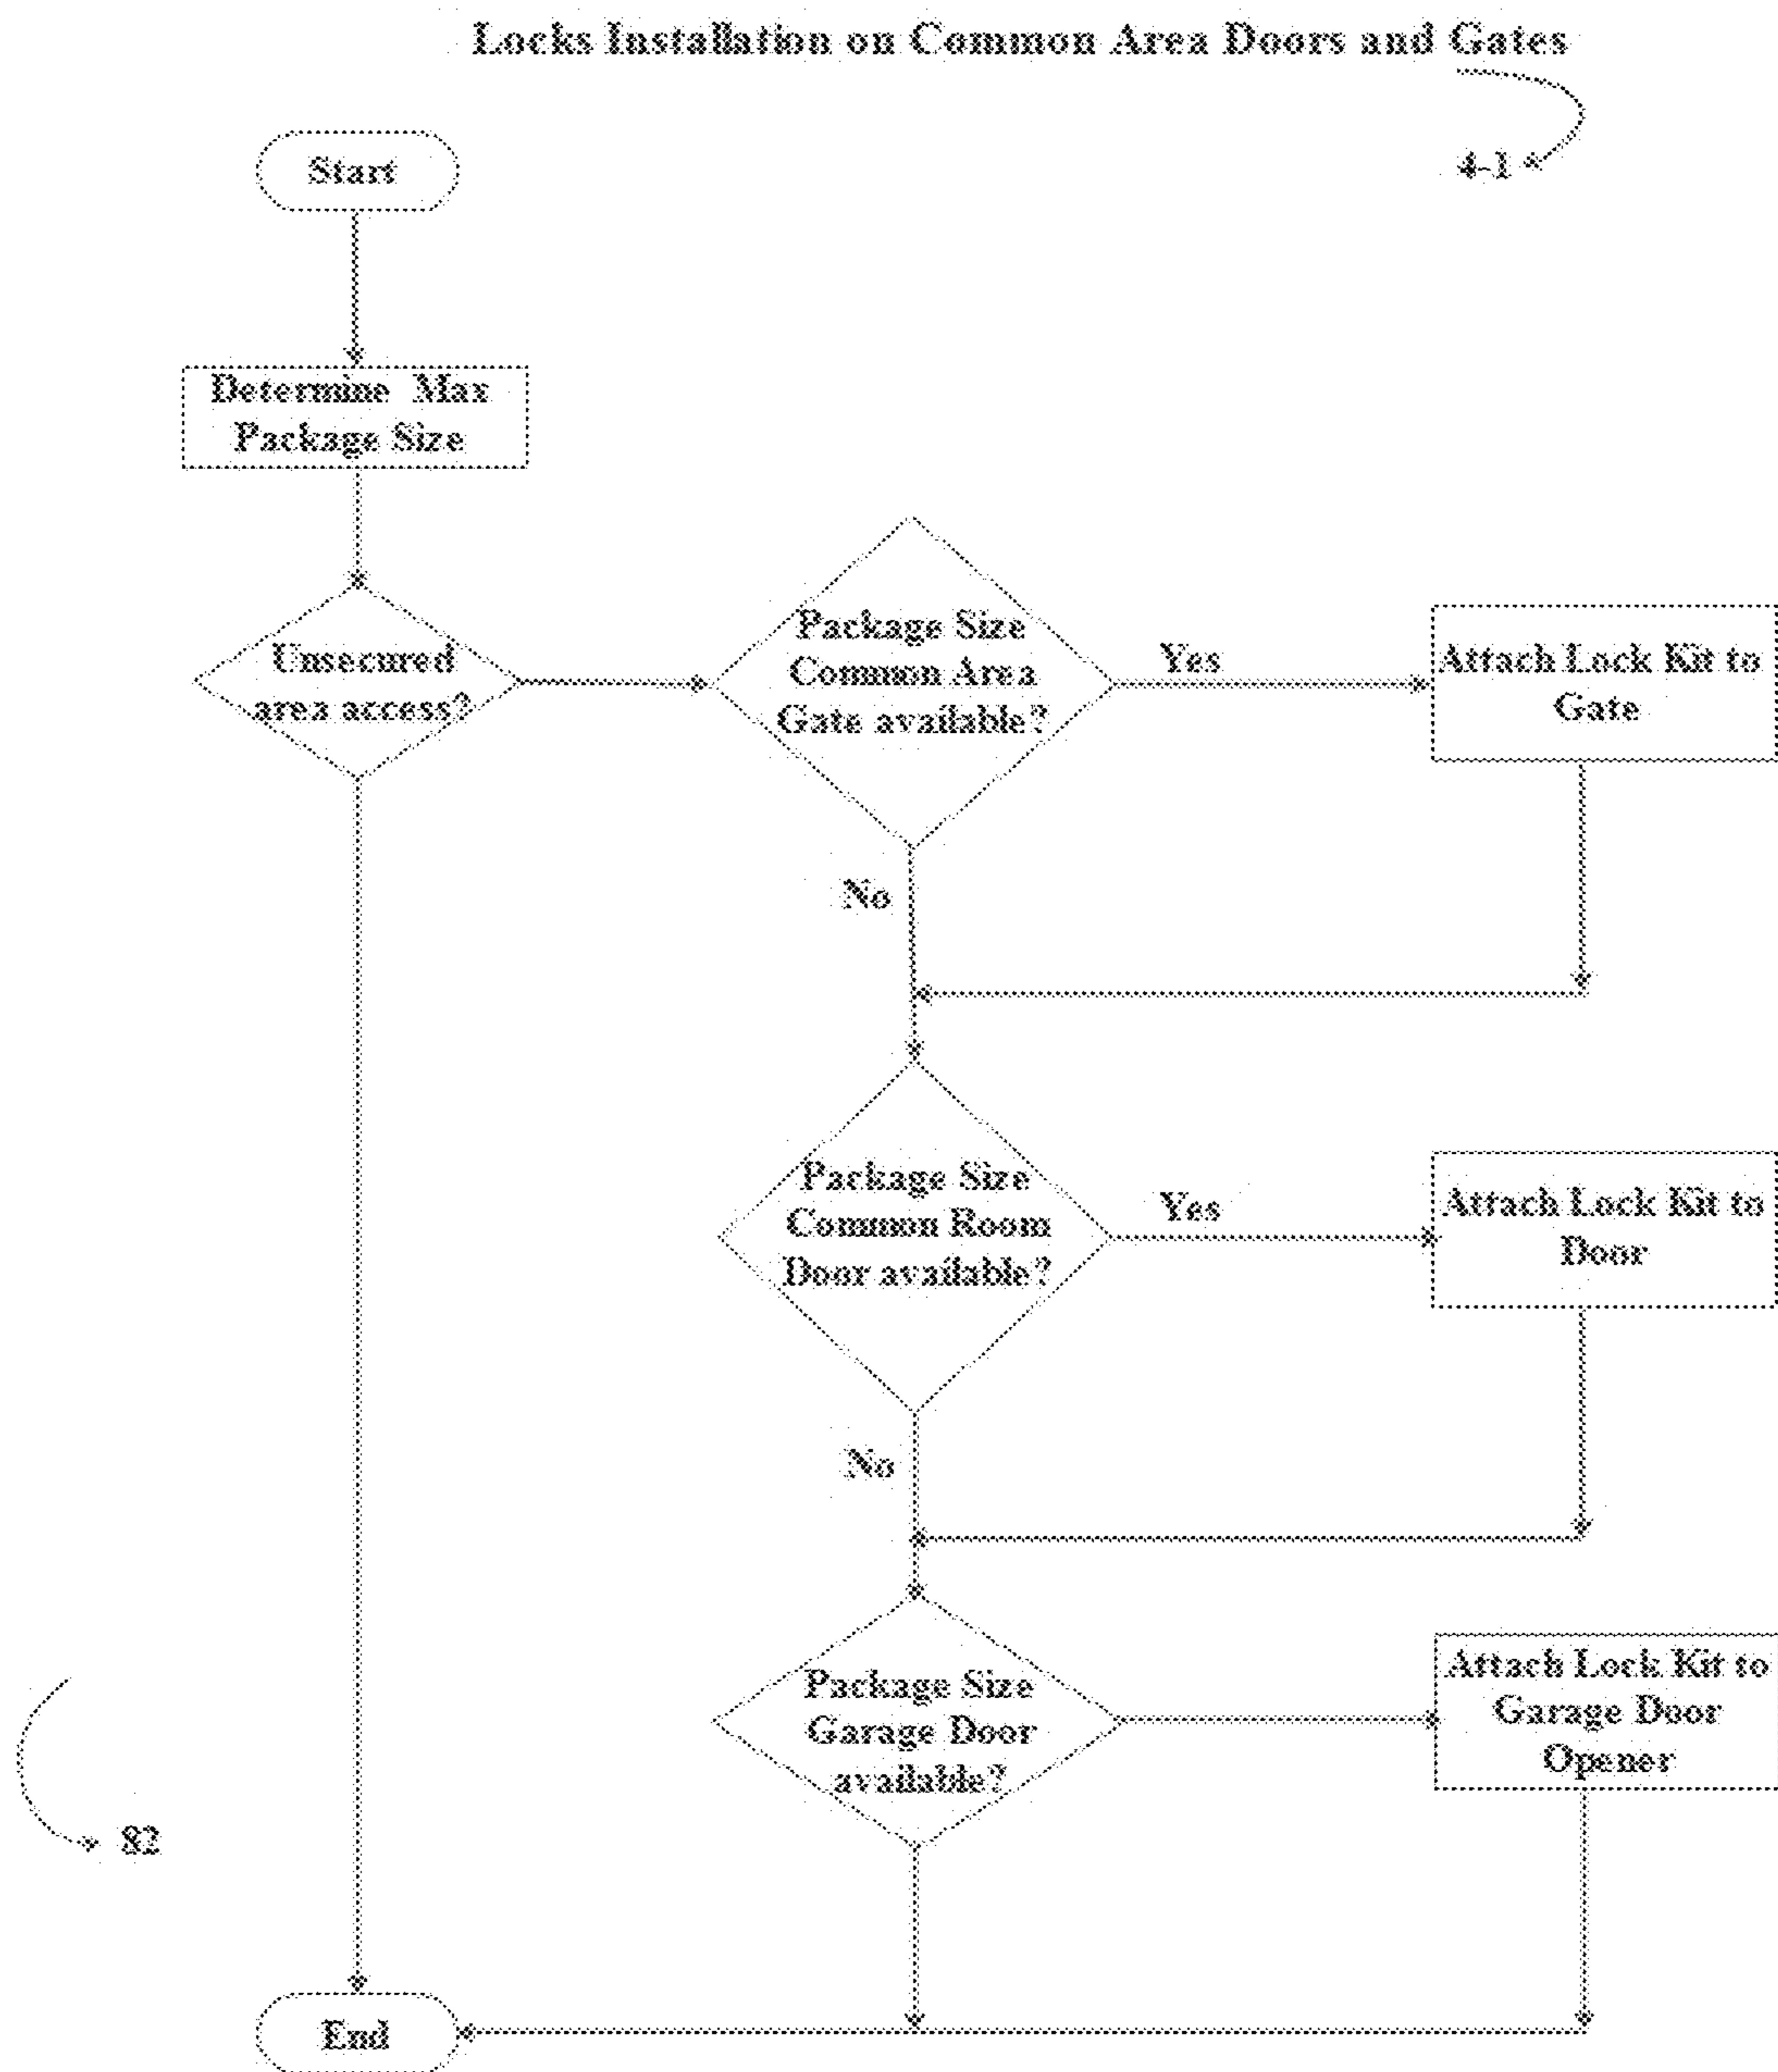 Locks Installation on Common Area Doors and Gates
4-1
Start
Determine Max
Package Size
Unsecured
area access?
Package Size
Common Area
Gate available?
Yes
Attach Lock Kit to
Gate
No
Package Size
Common Room
Door available?
Yes
Attach Lock Kit to
Door
No
Package Size
Garage Door
available?
Attach Lock Kit to
Garage Door
Opener
82
End